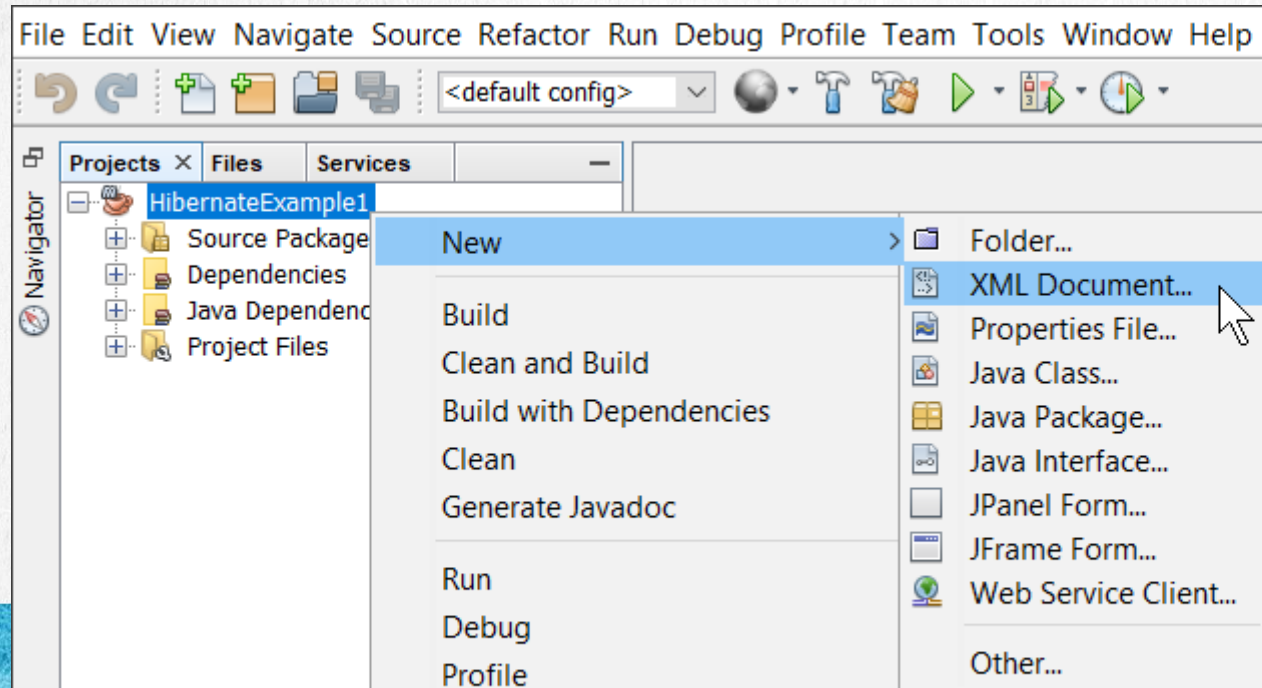 File Edit View Navigate Source Refactor Run Debug Profile Team Tools Window Help
<default config>
Projects Files Services
Navigator
HibernateExample1
Source Package
Dependencies
Java Dependenc
Project Files
New
Build
Clean and Build
Build with Dependencies
Clean
Generate Javadoc
Run
Debug
Profile
Folder...
XML Document...
Properties File...
Java Class...
Java Package...
Java Interface...
JPanel Form...
JFrame Form...
Web Service Client...
Other...